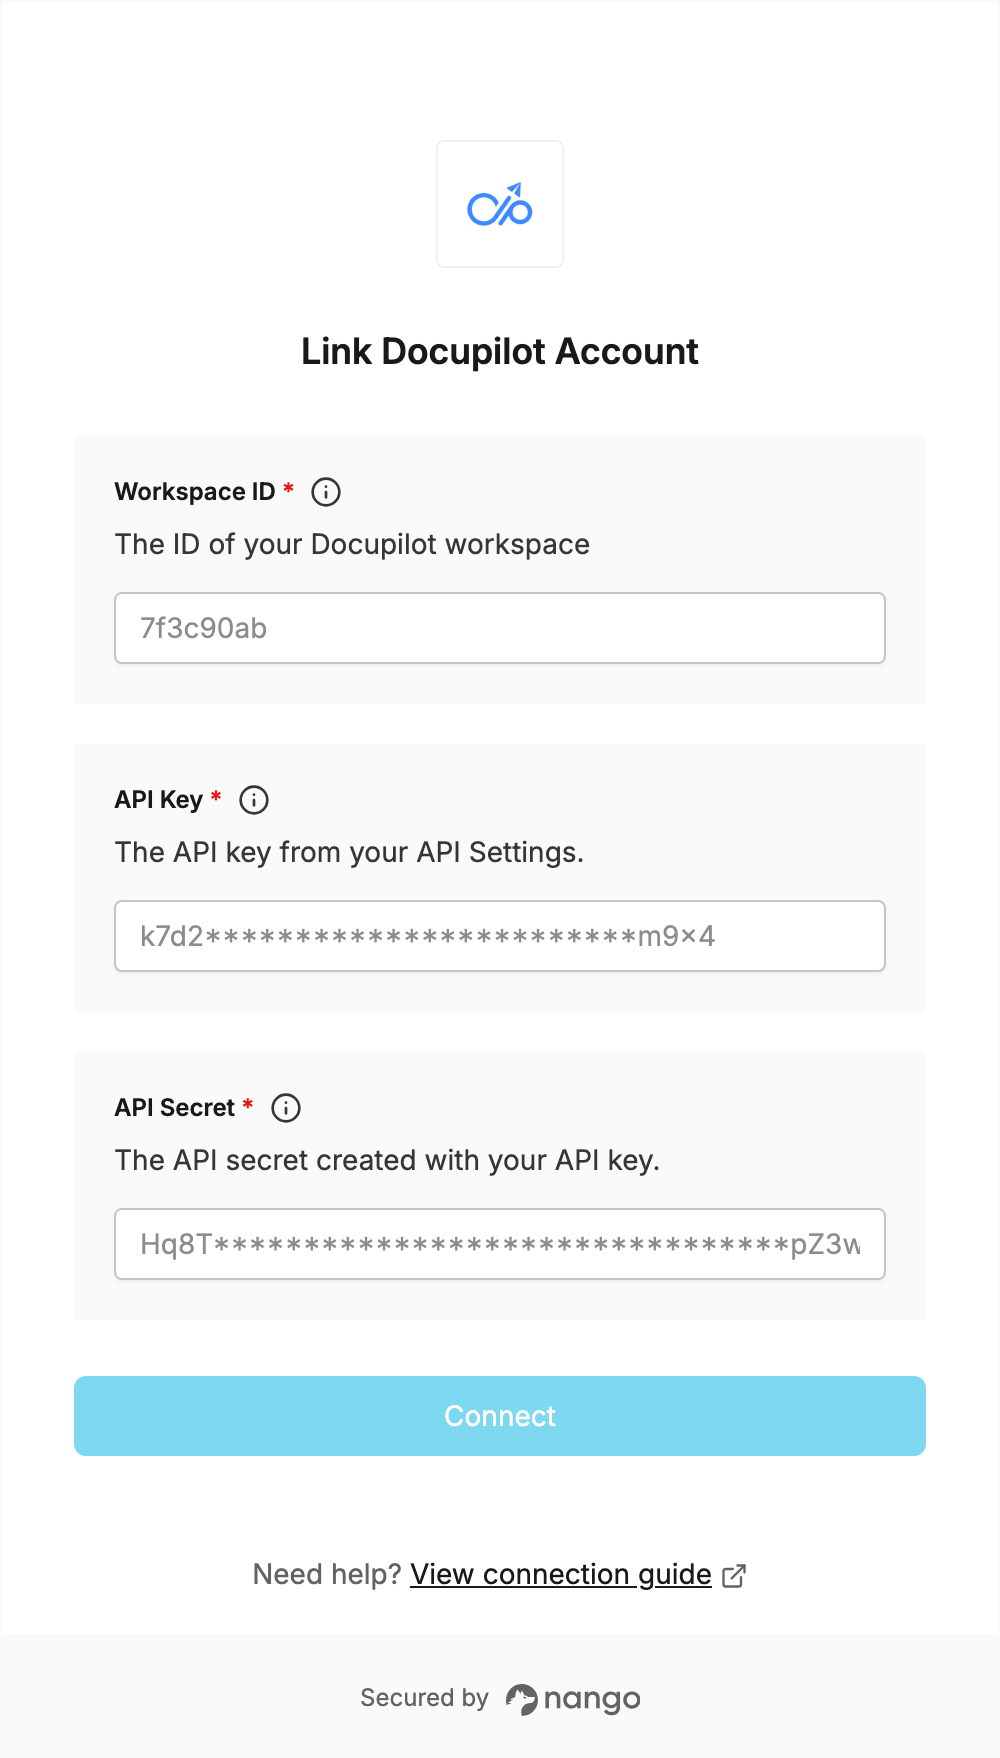 Link Docupilot Account
Workspace ID *
The ID of your Docupilot workspace
7f3c90ab
API Key *
The API key from your API Settings.
k7d2************************m9x4
API Secret *
The API secret created with your API key.
Hq8T********************************pZ3w
Connect
Need help? View connection guide
Secured by nango